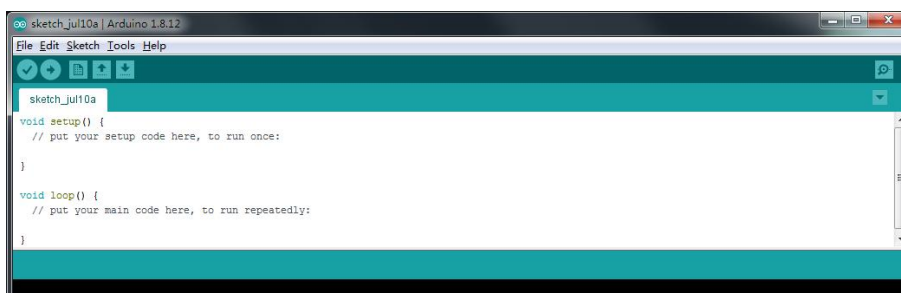 sketch_jul10a | Arduino 1.8.12
File Edit Sketch Tools Help
sketch_jul10a
void setup() {
  // put your setup code here, to run once:
}
void loop() {
  // put your main code here, to run repeatedly:
}